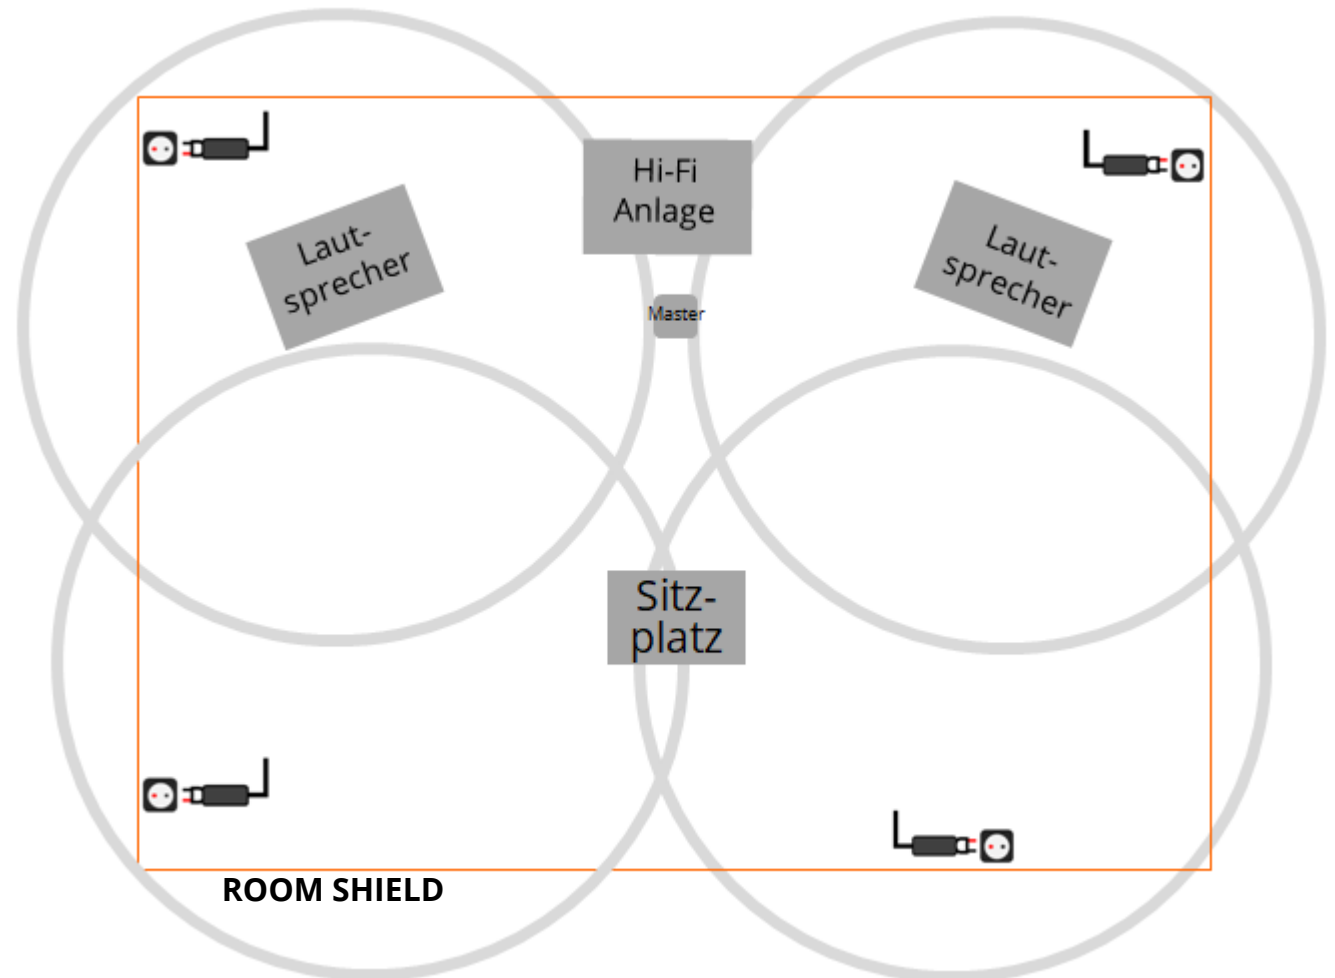 Hi-Fi
Anlage
Laut-
sprecher
Laut-
sprecher
Master
Sitz-
platz
ROOM SHIELD